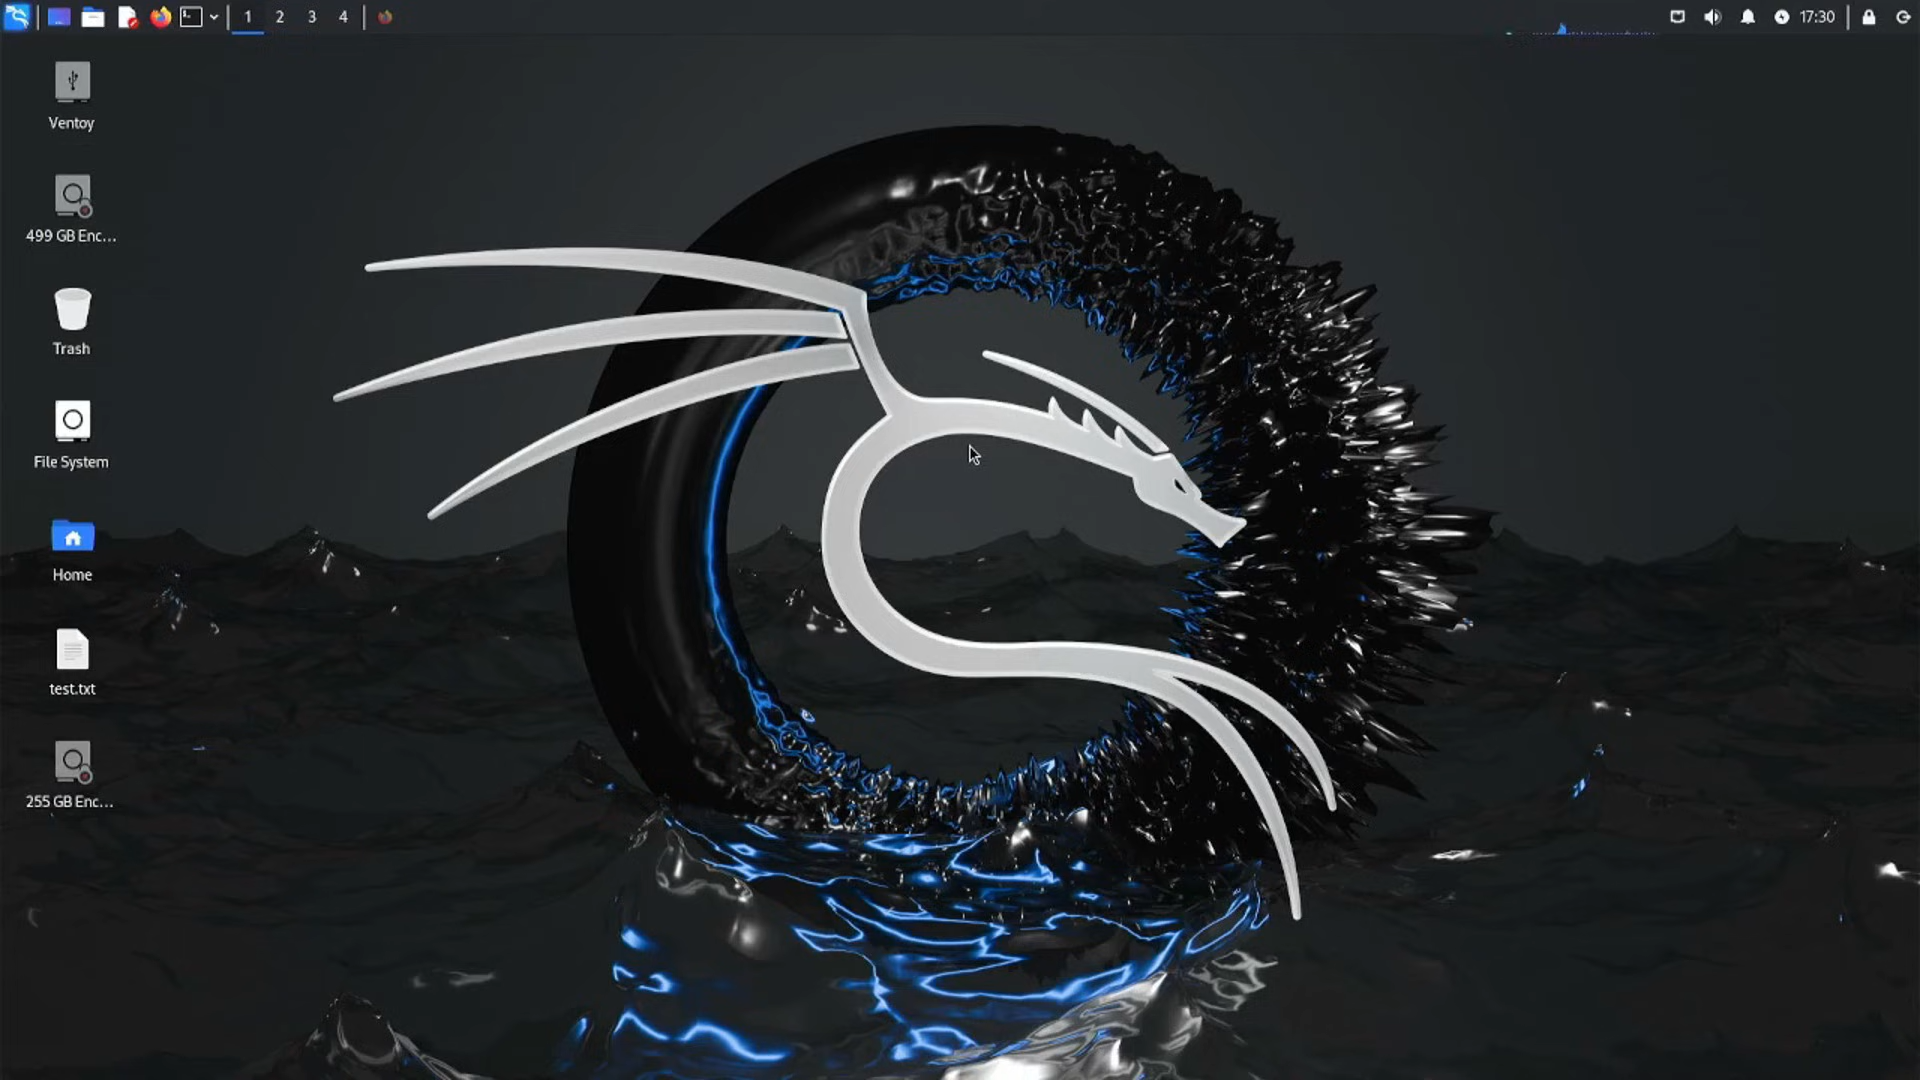 1 2 3 4
17:30
Ventoy
499 GB Enc...
Trash
File System
Home
test.txt
255 GB Enc...